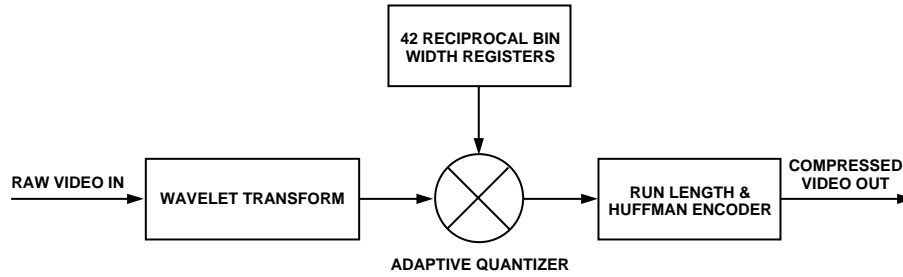 42 RECIPROCAL BIN
WIDTH REGISTERS
RAW VIDEO IN
WAVELET TRANSFORM
RUN LENGTH &
HUFFMAN ENCODER
COMPRESSED
VIDEO OUT
ADAPTIVE QUANTIZER